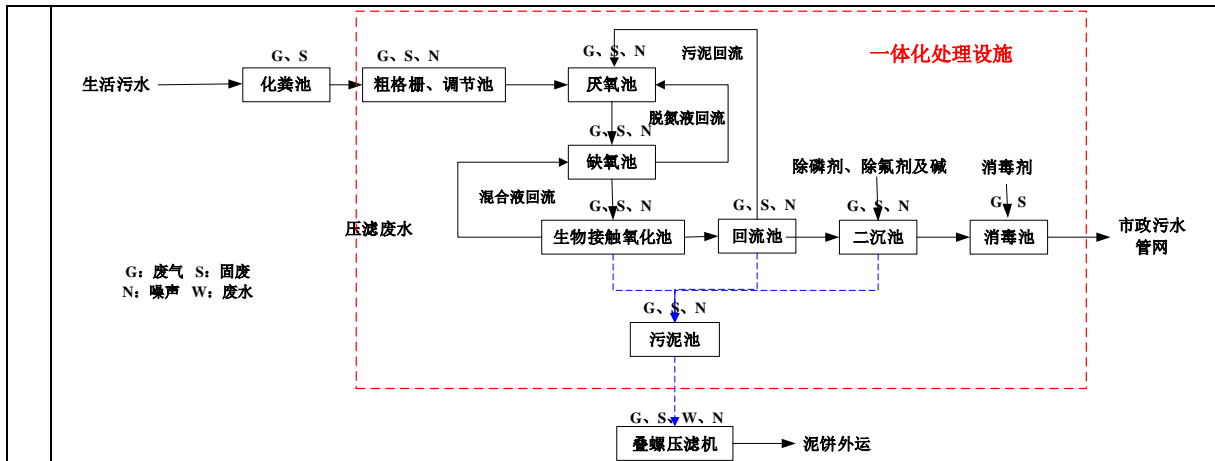 一体化处理设施
G、S
G、S、N
G、S、N
污泥回流
生活污水
化粪池
粗格栅、调节池
厌氧池
脱氮液回流
G、S、N
缺氧池
除磷剂、除氟剂及碱
消毒剂
混合液回流
G、S、N
G、S、N
G、S、N
G、S
压滤废水
生物接触氧化池
回流池
二沉池
消毒池
市政污水
管网
G：废气 S：固废
N：噪声 W：废水
G、S、N
污泥池
G、S、W、N
叠螺压滤机
泥饼外运